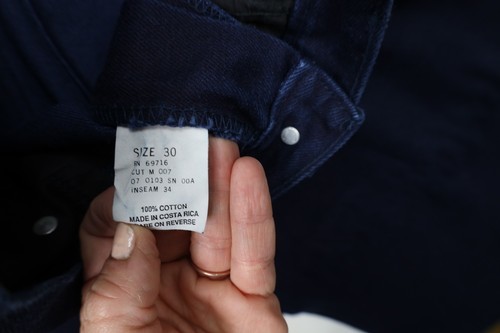 SIZE 30
RN 69716
CUT M 007
07 0103 SN 00A
INSEAM 34
100% COTTON
MADE IN COSTA RICA
CARE ON REVERSE